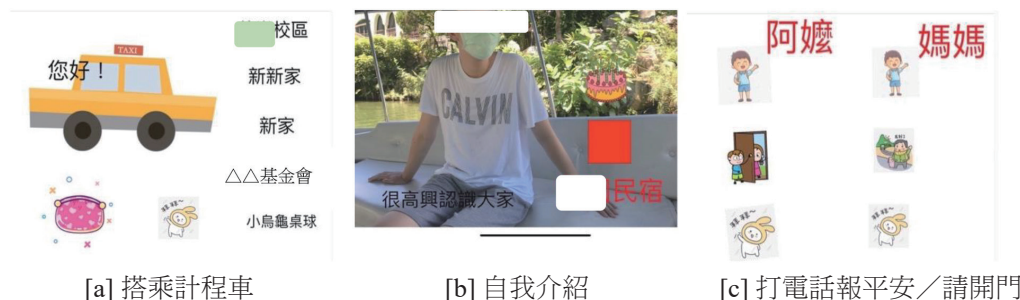 TAXI
您好！
校區
新新家
新家
△△基金會
小烏龜桌球
CALVIN
很高興認識大家
民宿
阿嬤
媽媽
[a] 搭乘計程車
[b] 自我介紹
[c] 打電話報平安／請開門